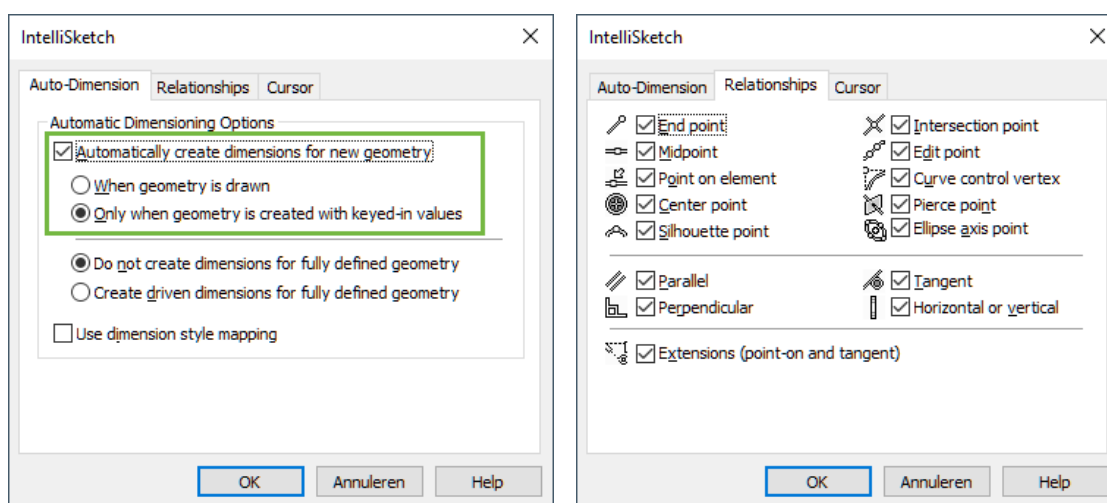 IntelliSketch
Auto-Dimension Relationships Cursor
Automatic Dimensioning Options
Automatically create dimensions for new geometry
When geometry is drawn
Only when geometry is created with keyed-in values
Do not create dimensions for fully defined geometry
Create driven dimensions for fully defined geometry
Use dimension style mapping
OK Annuleren Help
IntelliSketch
Auto-Dimension Relationships Cursor
End point Intersection point
Midpoint Edit point
Point on element Curve control vertex
Center point Pierce point
Silhouette point Ellipse axis point
Parallel Tangent
Perpendicular Horizontal or vertical
Extensions (point-on and tangent)
OK Annuleren Help